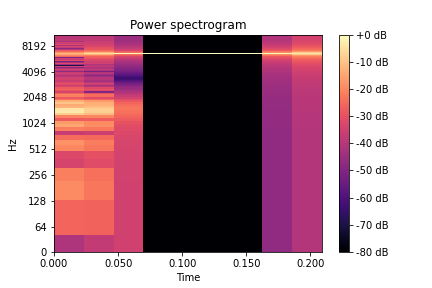 Power spectrogram
8192
4096
2048
1024
512
256
128
64
0
Hz
0.000
0.050
0.100
0.150
0.200
Time
+0 dB
-10 dB
-20 dB
-30 dB
-40 dB
-50 dB
-60 dB
-70 dB
-80 dB